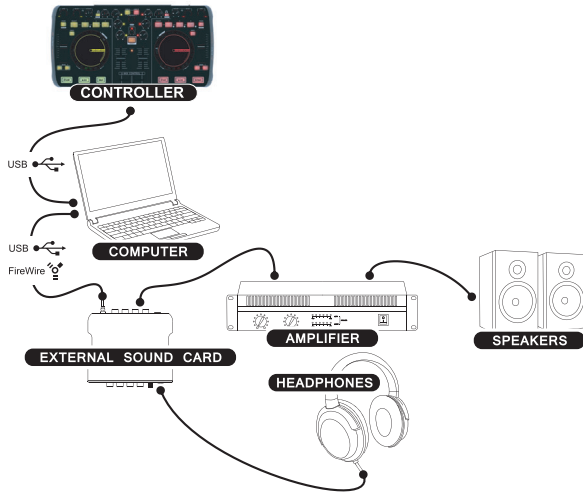 CONTROLLER
USB
COMPUTER
USB
FireWire
AMPLIFIER
SPEAKERS
EXTERNAL SOUND CARD
HEADPHONES